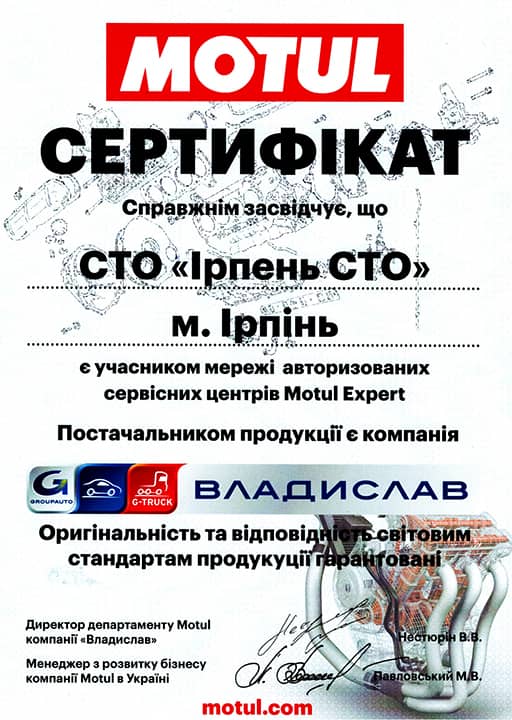 MOTUL
СЕРТИФІКАТ
Справжнім засвідчує, що
СТО «Ірпень СТО»
м. Ірпінь
є учасником мережі авторизованих
сервісних центрів Motul Expert
Постачальником продукції є компанія
GROUPAUTO G-TRUCK ВЛАДИСЛАВ
Оригінальність та відповідність світовим
стандартам продукуції гарантовані
Директор департаменту Motul
компанії «Владислав»
Нестюрін В.В.
Менеджер з розвитку бізнесу
компанії Motul в Україні
Павловський М.В.
motul.com